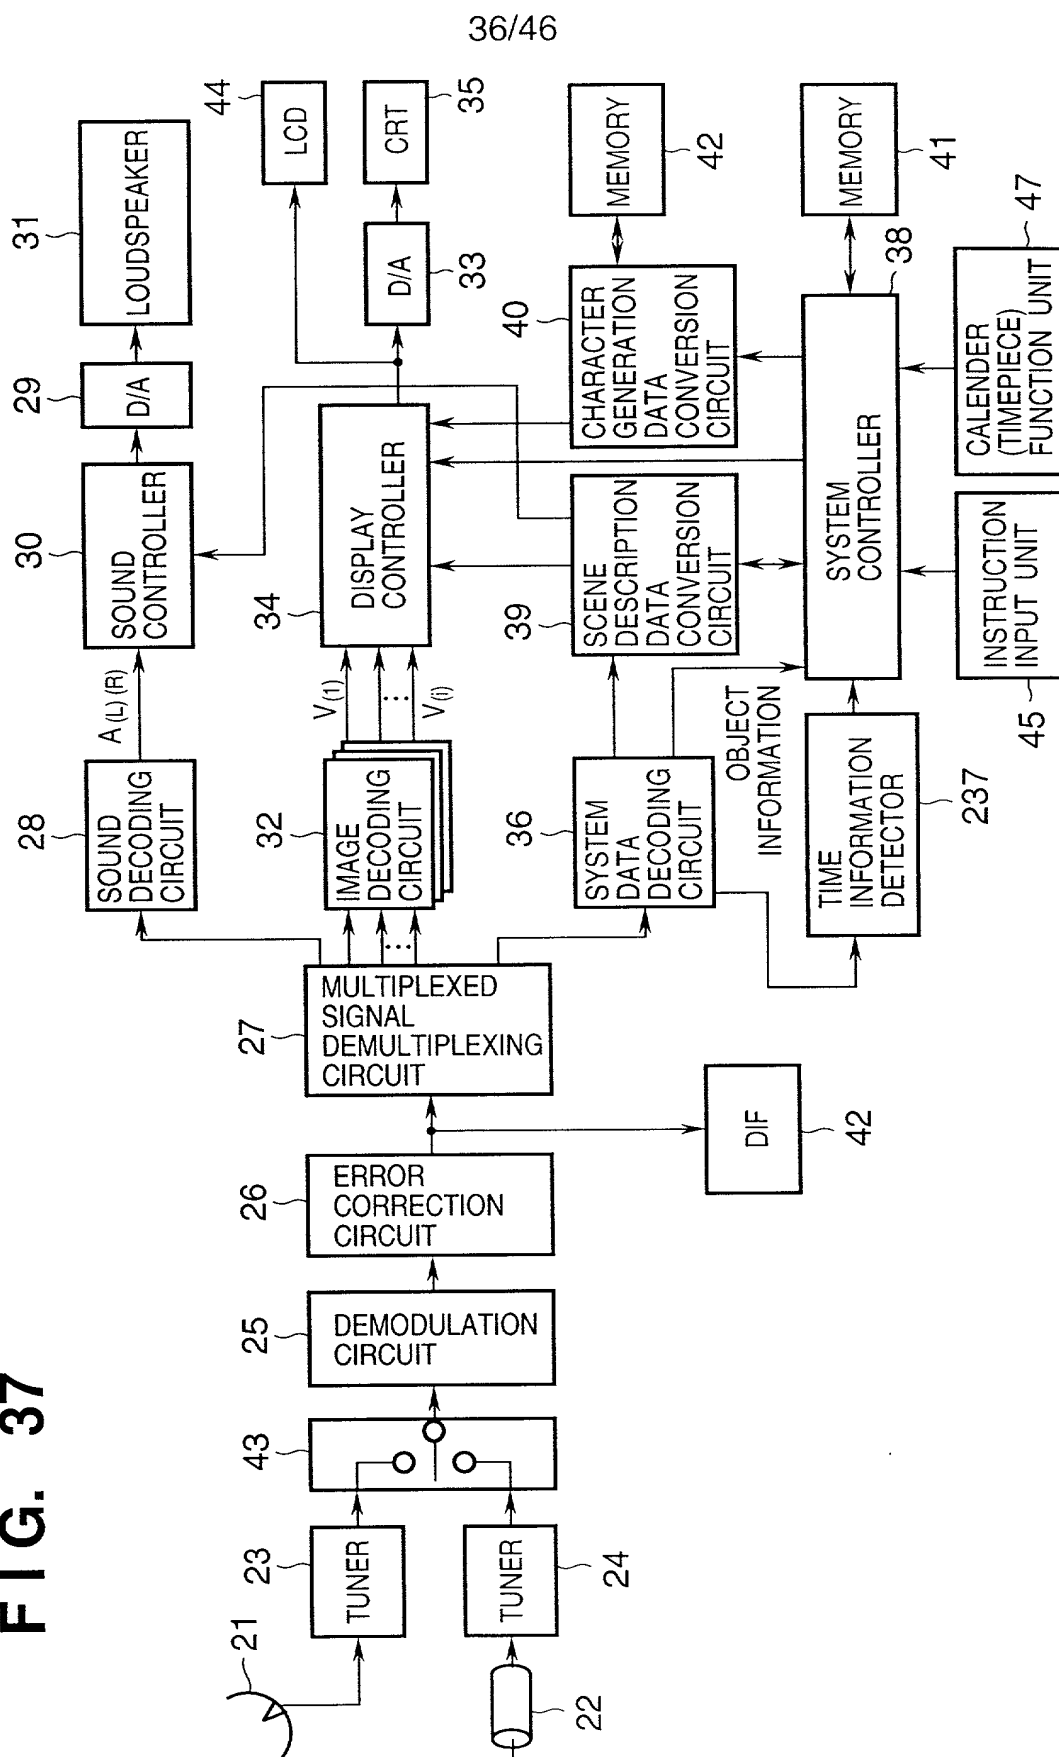 36/46
FIG. 37
21
22
23
TUNER
24
TUNER
43
25
DEMODULATION
CIRCUIT
26
ERROR
CORRECTION
CIRCUIT
DIF
42
27
MULTIPLEXED
SIGNAL
DEMULTIPLEXING
CIRCUIT
28
SOUND
DECODING
CIRCUIT
A(L)(R)
30
SOUND
CONTROLLER
29
D/A
31
LOUDSPEAKER
32
IMAGE
DECODING
CIRCUIT
V(1)
V(i)
34
DISPLAY
CONTROLLER
44
LCD
D/A
33
CRT
35
36
SYSTEM
DATA
DECODING
CIRCUIT
OBJECT
INFORMATION
39
SCENE
DESCRIPTION
DATA
CONVERSION
CIRCUIT
40
CHARACTER
GENERATION
DATA
CONVERSION
CIRCUIT
MEMORY
42
TIME
INFORMATION
DETECTOR
237
SYSTEM
CONTROLLER
38
MEMORY
41
INSTRUCTION
INPUT UNIT
45
CALENDER
(TIMEPIECE)
FUNCTION UNIT
47